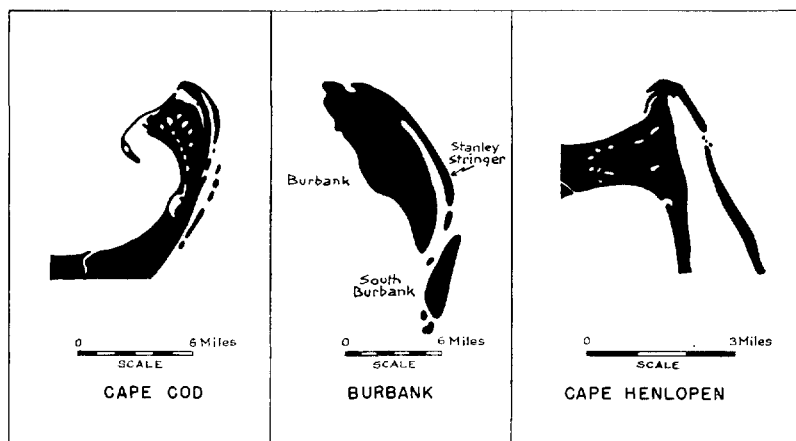 0 6 Miles
SCALE
CAPE COD
Stanley
Stringer
Burbank
South
Burbank
0 6 Miles
SCALE
BURBANK
0 3 Miles
SCALE
CAPE HENLOPEN